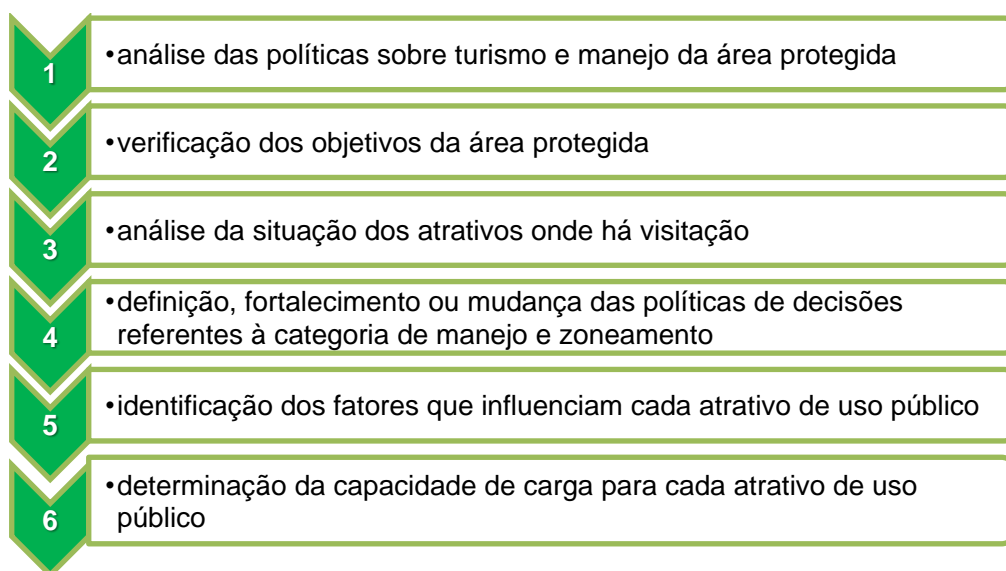 1
•análise das políticas sobre turismo e manejo da área protegida
2
•verificação dos objetivos da área protegida
3
•análise da situação dos atrativos onde há visitação
4
•definição, fortalecimento ou mudança das políticas de decisões
referentes à categoria de manejo e zoneamento
5
•identificação dos fatores que influenciam cada atrativo de uso público
6
•determinação da capacidade de carga para cada atrativo de uso
público